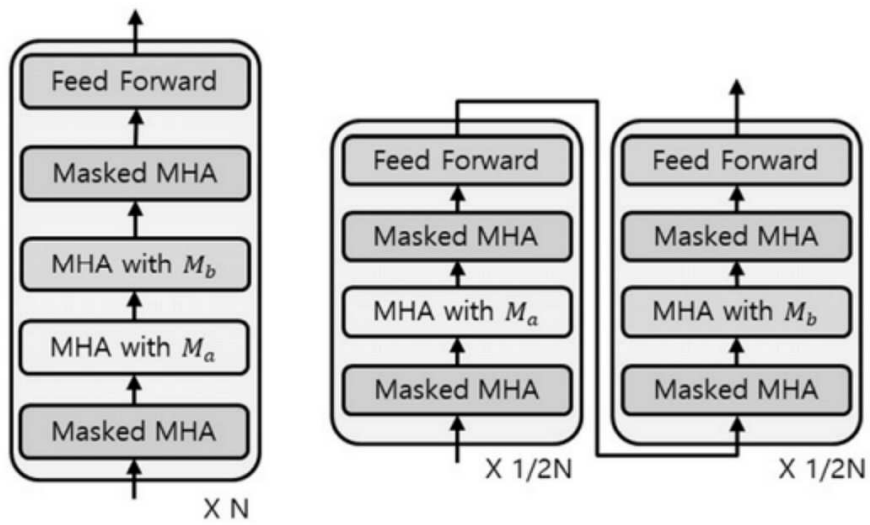 Feed Forward
Masked MHA
MHA with M_b
MHA with M_a
Masked MHA
X N
Feed Forward
Masked MHA
MHA with M_a
Masked MHA
X 1/2N
Feed Forward
Masked MHA
MHA with M_b
Masked MHA
X 1/2N